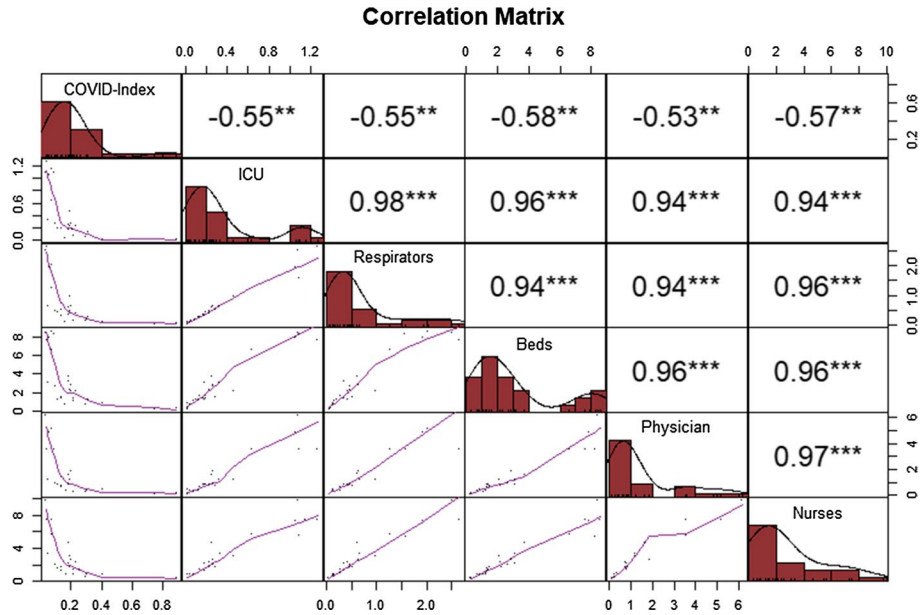 Correlation Matrix
0.0 0.4 0.8 1.2
0 2 4 6 8
0 2 4 6 8 10
COVID-Index
-0.55**
-0.55**
-0.58**
-0.53**
-0.57**
0.2 0.6
0.0 0.6 1.2
ICU
0.98***
0.96***
0.94***
0.94***
Respirators
0.94***
0.94***
0.96***
0.0 1.0 2.0
0 2 4 6 8
Beds
0.96***
0.96***
Physician
0.97***
0 2 4 6
0 4 8
Nurses
0.2 0.4 0.6 0.8
0.0 1.0 2.0
0 1 2 3 4 5 6